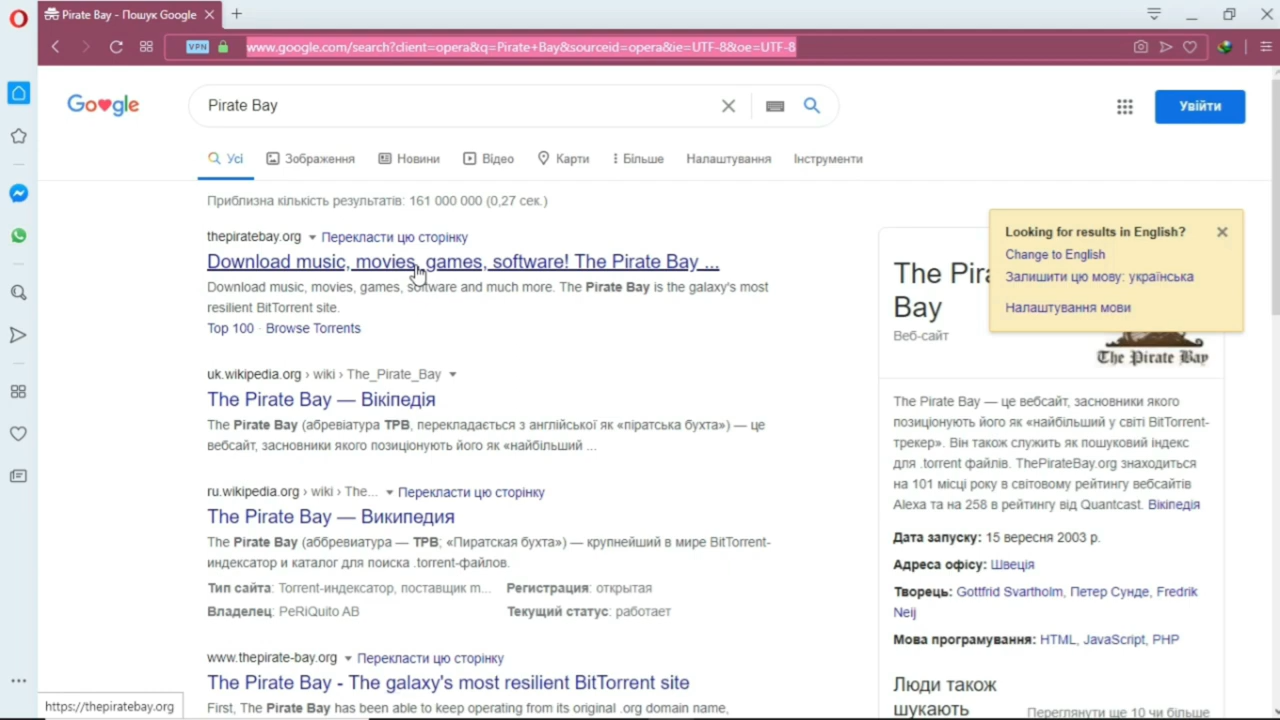 Pirate Bay - Пошук Google
VPN
www.google.com/search?client=opera&q=Pirate+Bay&sourceid=opera&ie=UTF-8&oe=UTF-8
Pirate Bay
Увійти
Усі
Зображення
Новини
Відео
Карти
Більше
Налаштування
Інструменти
Приблизна кількість результатів: 161 000 000 (0,27 сек.)
thepiratebay.org
Перекласти цю сторінку
Download music, movies, games, software! The Pirate Bay ...
Download music, movies, games, software and much more. The Pirate Bay is the galaxy's most
resilient BitTorrent site.
Top 100 · Browse Torrents
uk.wikipedia.org › wiki › The_Pirate_Bay
The Pirate Bay — Вікіпедія
The Pirate Bay (абревіатура TPB, перекладається з англійської як «піратська бухта») — це
вебсайт, засновники якого позиціонують його як «найбільший ...
ru.wikipedia.org › wiki › The...
Перекласти цю сторінку
The Pirate Bay — Википедия
The Pirate Bay (аббревиатура — TPB; «Пиратская бухта») — крупнейший в мире BitTorrent-
индексатор и каталог для поиска .torrent-файлов.
Тип сайта: Torrent-индексатор, поставщик m...
Регистрация: открытая
Владелец: PeRiQuito AB
Текущий статус: работает
www.thepirate-bay.org
Перекласти цю сторінку
The Pirate Bay - The galaxy's most resilient BitTorrent site
First, The Pirate Bay has been able to keep operating from its original .org domain name,
https://thepiratebay.org
Looking for results in English?
Change to English
Залишити цю мову: українська
Налаштування мови
The
Bay
Веб-сайт
The Pirate Bay
The Pirate Bay — це вебсайт, засновники якого
позиціонують його як «найбільший у світі BitTorrent-
трекер». Він також служить як пошуковий індекс
для .torrent файлів. ThePirateBay.org знаходиться
на 101 місці року в світовому рейтингу вебсайтів
Alexa та на 258 в рейтингу від Quantcast. Вікіпедія
Дата запуску: 15 вересня 2003 р.
Адреса офісу: Швеція
Творець: Gottfrid Svartholm, Петер Сунде, Fredrik
Neij
Мова програмування: HTML, JavaScript, PHP
Люди також
шукають
Переглянути ще 10 чи більше